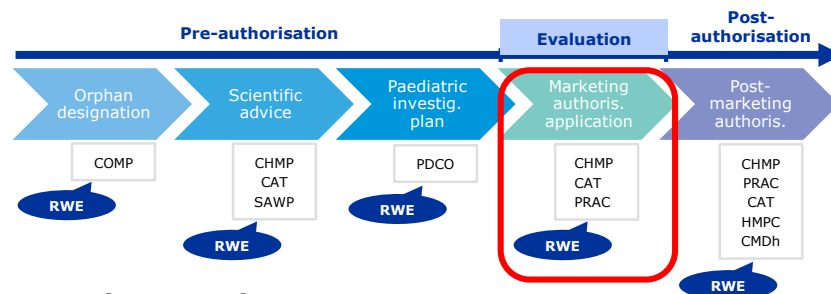 Pre-authorisation
Evaluation
Post-
authorisation
Orphan
designation
Scientific
advice
Paediatric
investig.
plan
Marketing
authoris.
application
Post-
marketing
authoris.
COMP
RWE
CHMP
CAT
SAWP
RWE
PDCO
RWE
CHMP
CAT
PRAC
RWE
CHMP
PRAC
CAT
HMPC
CMDh
RWE